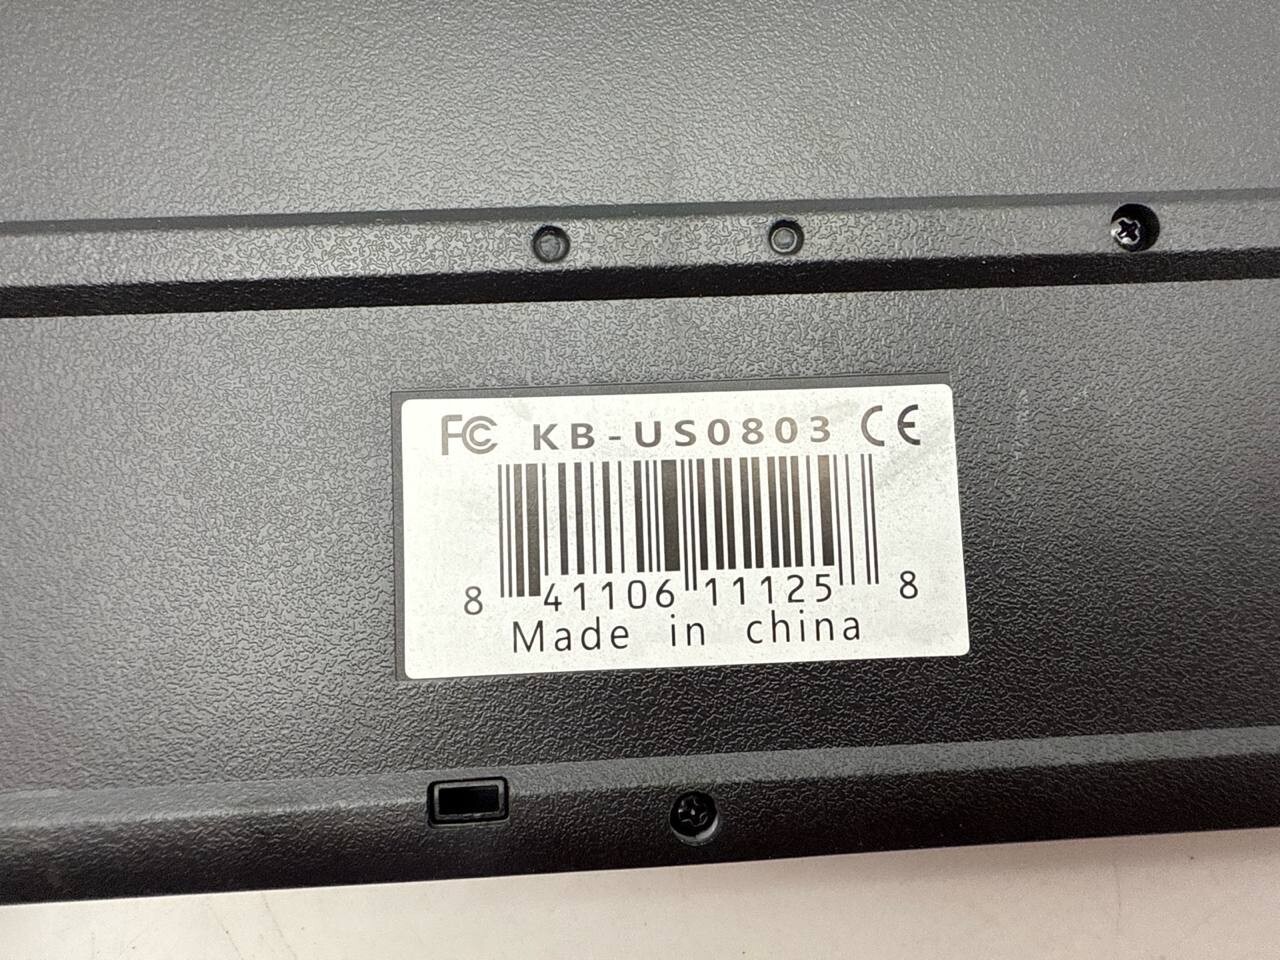 FC KB-US0803 CE
8 41106 11125 8
Made in china